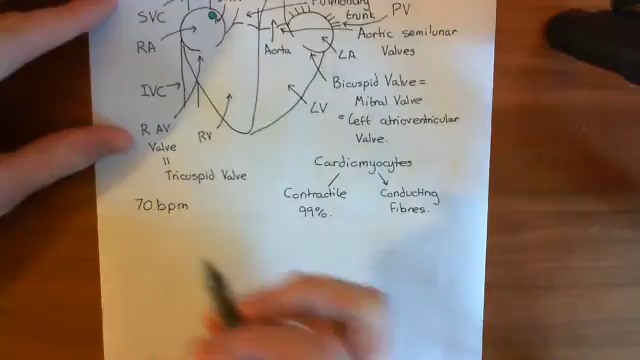 SVC
RA
IVC
R AV
Valve
=
Tricuspid Valve
RV
70 bpm
Pulmonary
trunk
PV
Aorta
Aortic semilunar
Valves
LA
Bicuspid Valve =
Mitral Valve
= Left atrioventricular
Valve.
LV
Cardiomyocytes
Contractile
99%.
Conducting
Fibres.